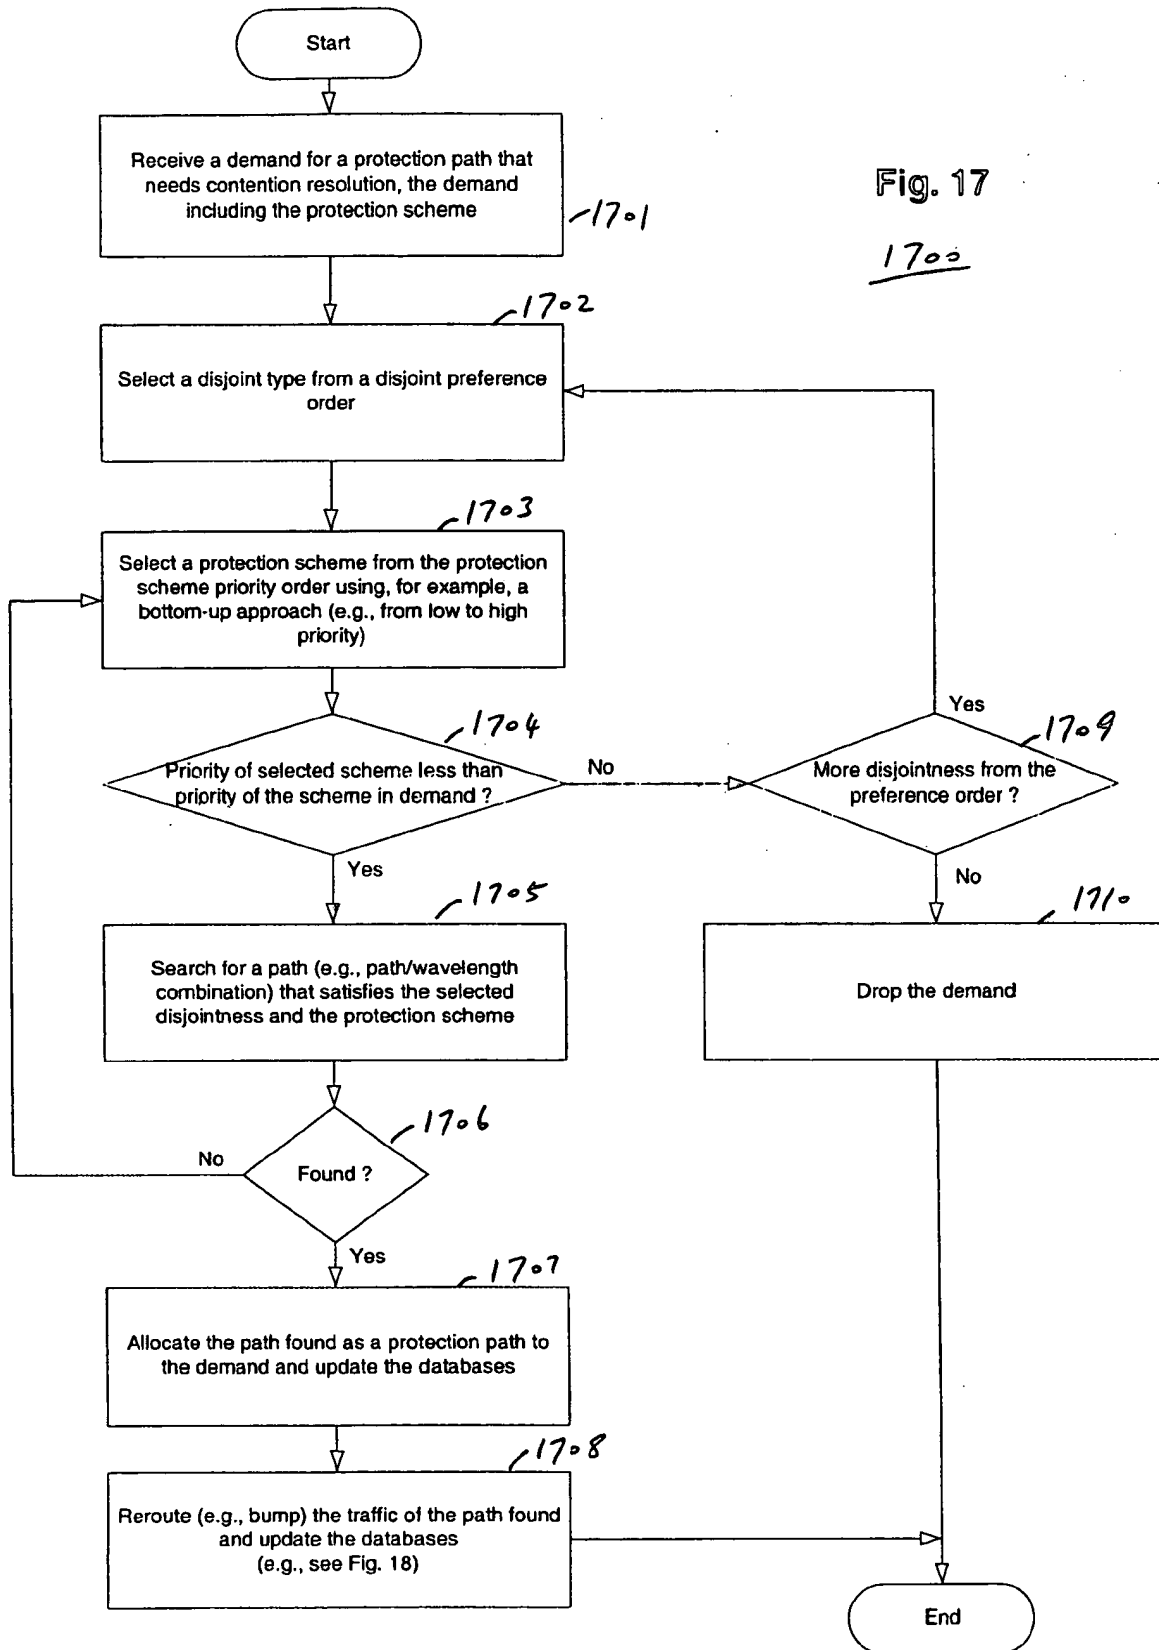 Start
Receive a demand for a protection path that
needs contention resolution, the demand
including the protection scheme
1701
Fig. 17
1700
1702
Select a disjoint type from a disjoint preference
order
1703
Select a protection scheme from the protection
scheme priority order using, for example, a
bottom-up approach (e.g., from low to high
priority)
1704
Priority of selected scheme less than
priority of the scheme in demand ?
No
Yes
Yes
1709
More disjointness from the
preference order ?
No
1705
Search for a path (e.g., path/wavelength
combination) that satisfies the selected
disjointness and the protection scheme
1710
Drop the demand
1706
Found ?
No
Yes
1707
Allocate the path found as a protection path to
the demand and update the databases
1708
Reroute (e.g., bump) the traffic of the path found
and update the databases
(e.g., see Fig. 18)
End